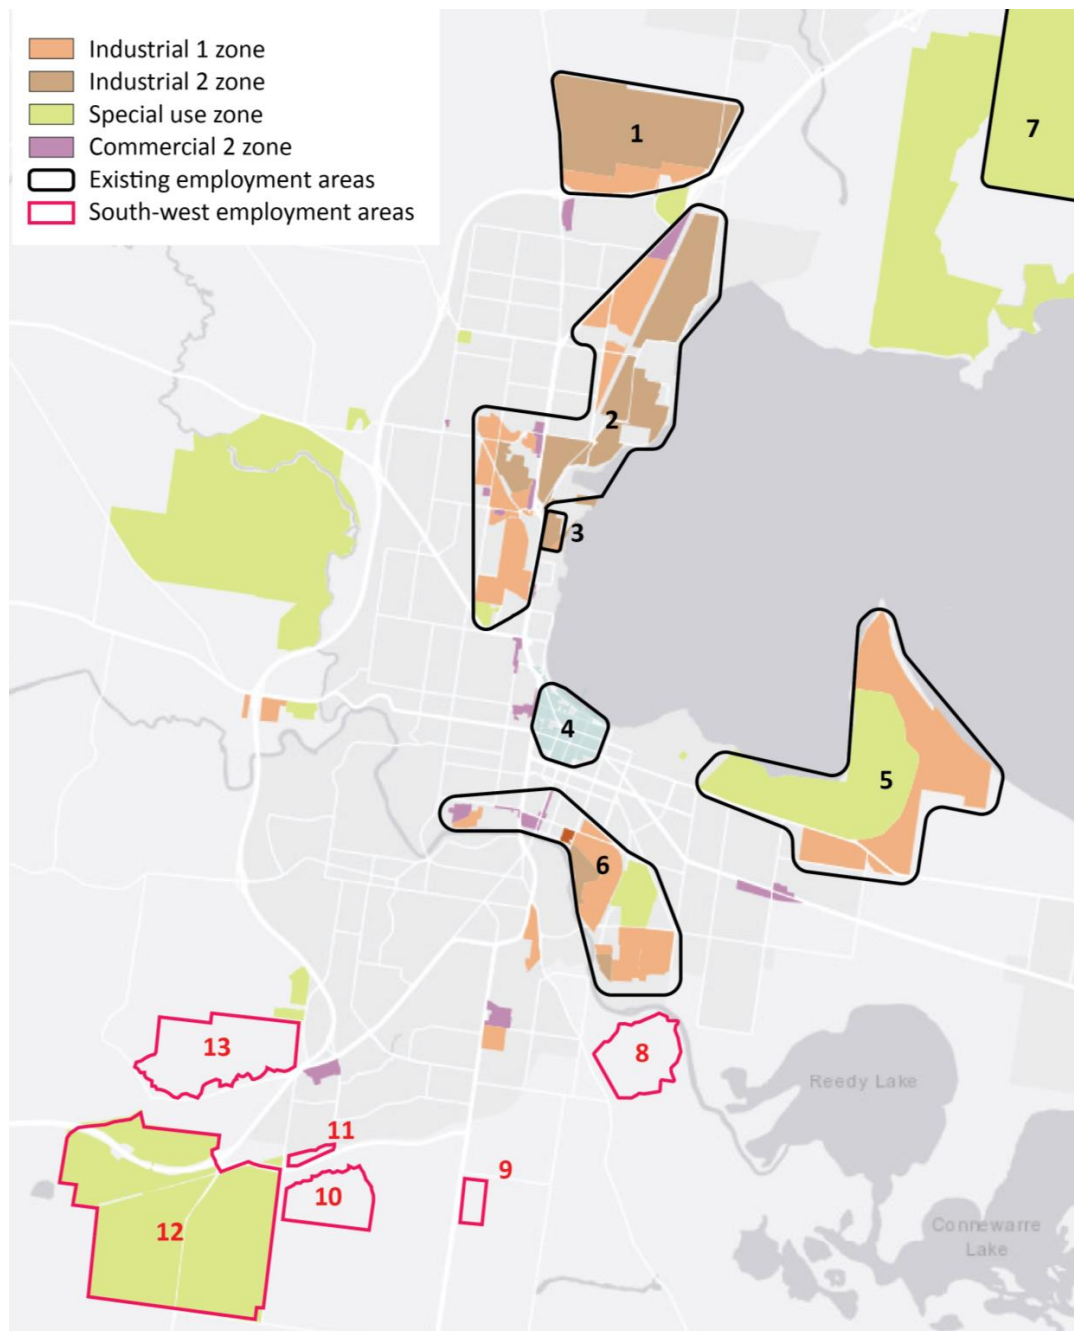 Industrial 1 zone
Industrial 2 zone
Special use zone
Commercial 2 zone
Existing employment areas
South-west employment areas
1
7
2
3
4
5
6
8
13
Reedy Lake
11
9
10
12
Connewarre
Lake